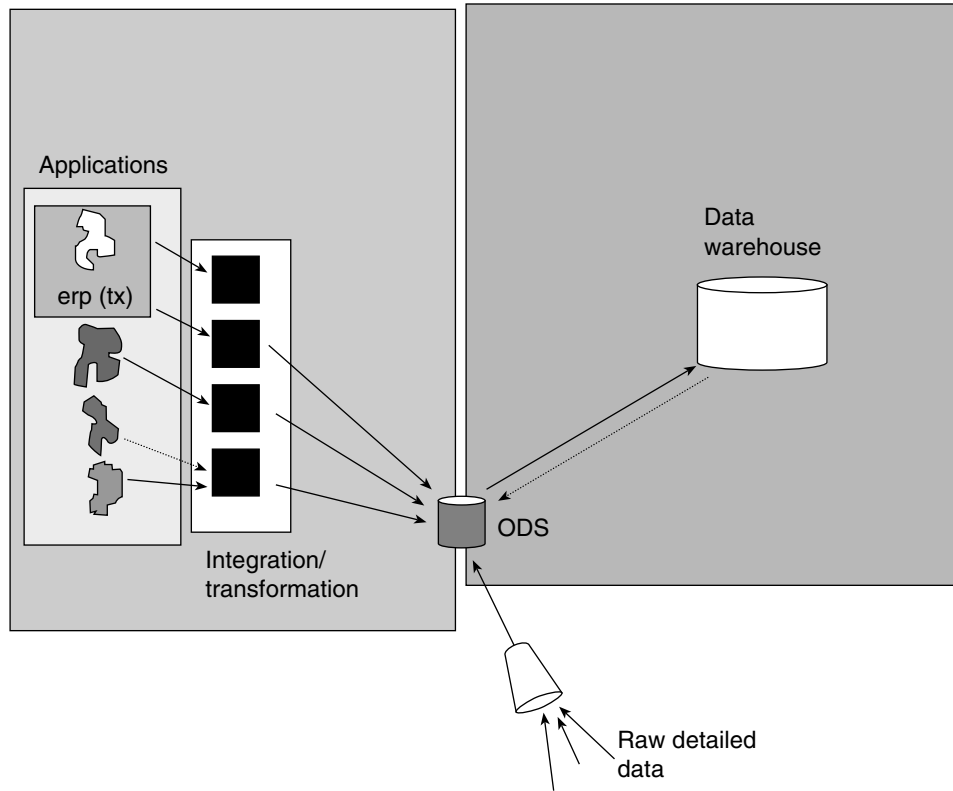 Applications
erp (tx)
Integration/
transformation
Data
warehouse
ODS
Raw detailed
data